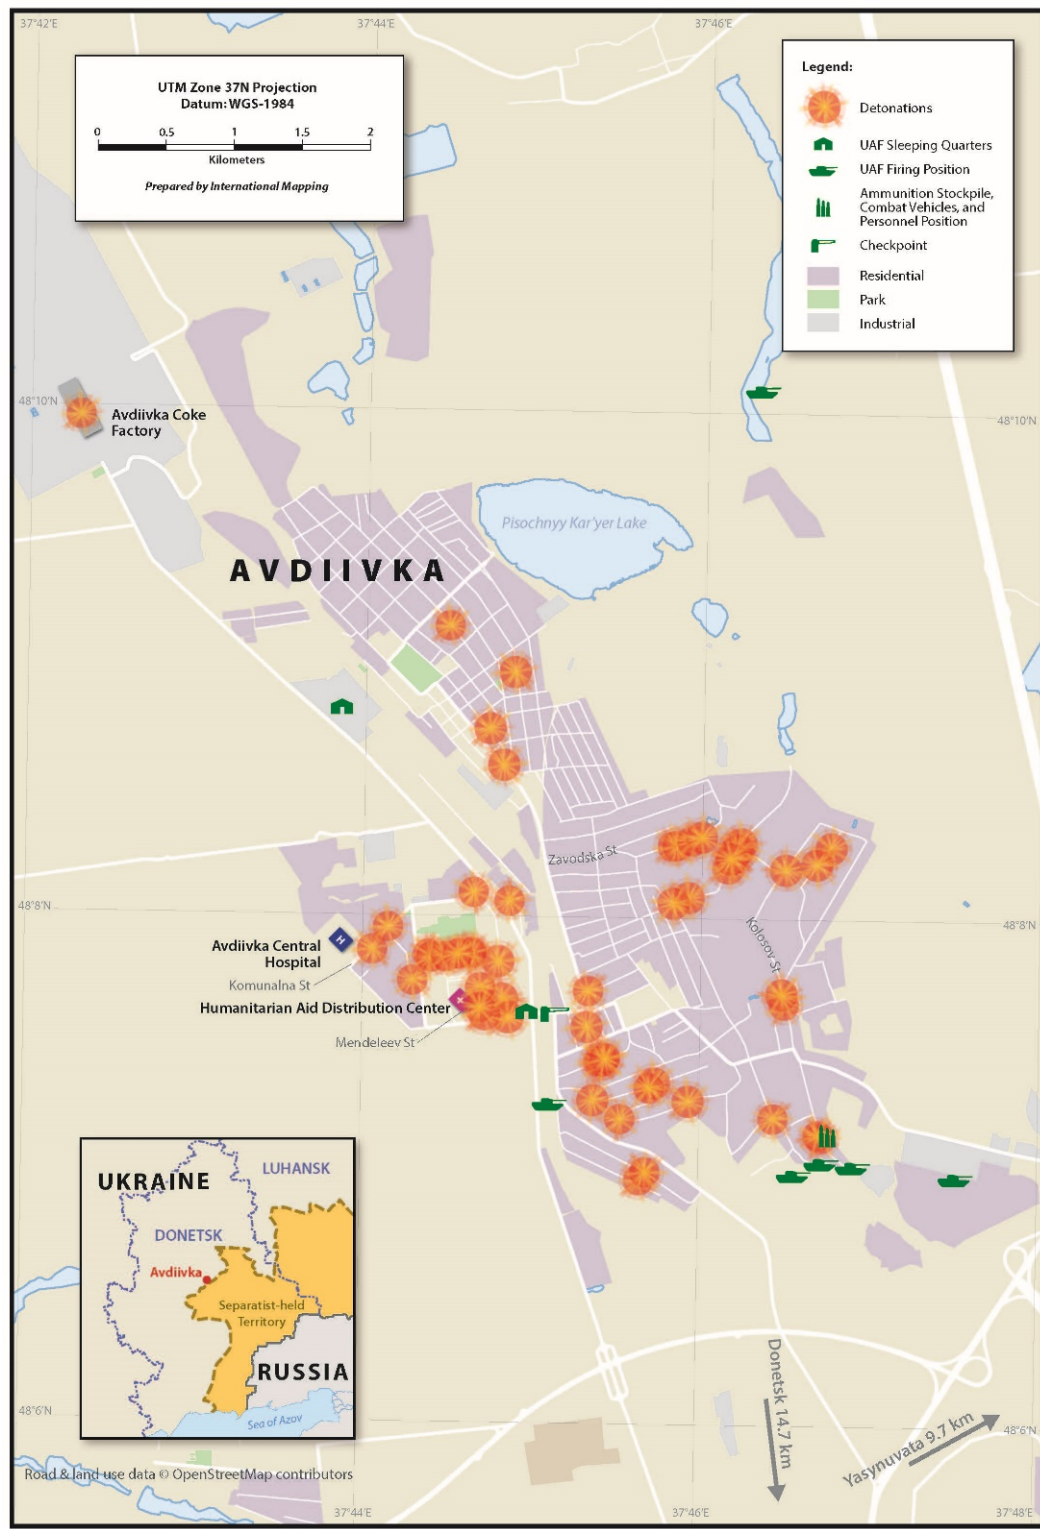 37°42'E
37°44'E
37°46'E
UTM Zone 37N Projection
Datum: WGS-1984
0 0.5 1 1.5 2
Kilometers
Prepared by International Mapping
Legend:
Detonations
UAF Sleeping Quarters
UAF Firing Position
Ammunition Stockpile,
Combat Vehicles, and
Personnel Position
Checkpoint
Residential
Park
Industrial
48°10'N
48°10'N
Avdiivka Coke
Factory
Pisochnyy Kar'yer Lake
AVDIIVKA
Zavodska St
48°8'N
48°8'N
Kolosov St
H
Avdiivka Central
Hospital
Komunalna St
Humanitarian Aid Distribution Center
Mendeleev St
UKRAINE
LUHANSK
DONETSK
Avdiivka
Separatist-held
Territory
RUSSIA
Sea of Azov
Donetsk 14.7 km
Yasynuvata 9.7 km
48°6'N
48°6'N
Road & land use data © OpenStreetMap contributors
37°44'E
37°46'E
37°48'E